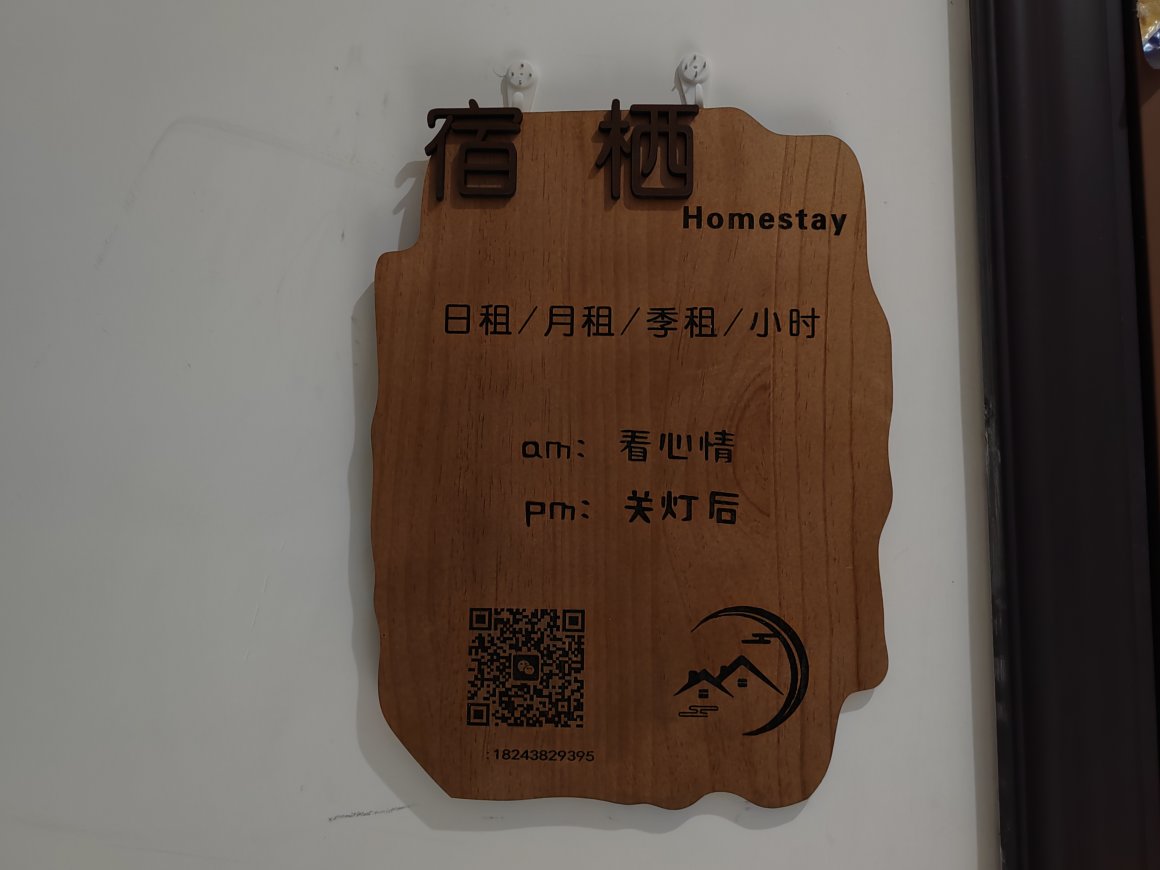 宿 栖
Homestay
日租/月租/季租/小时
am: 看心情
pm: 关灯后
:18243829395